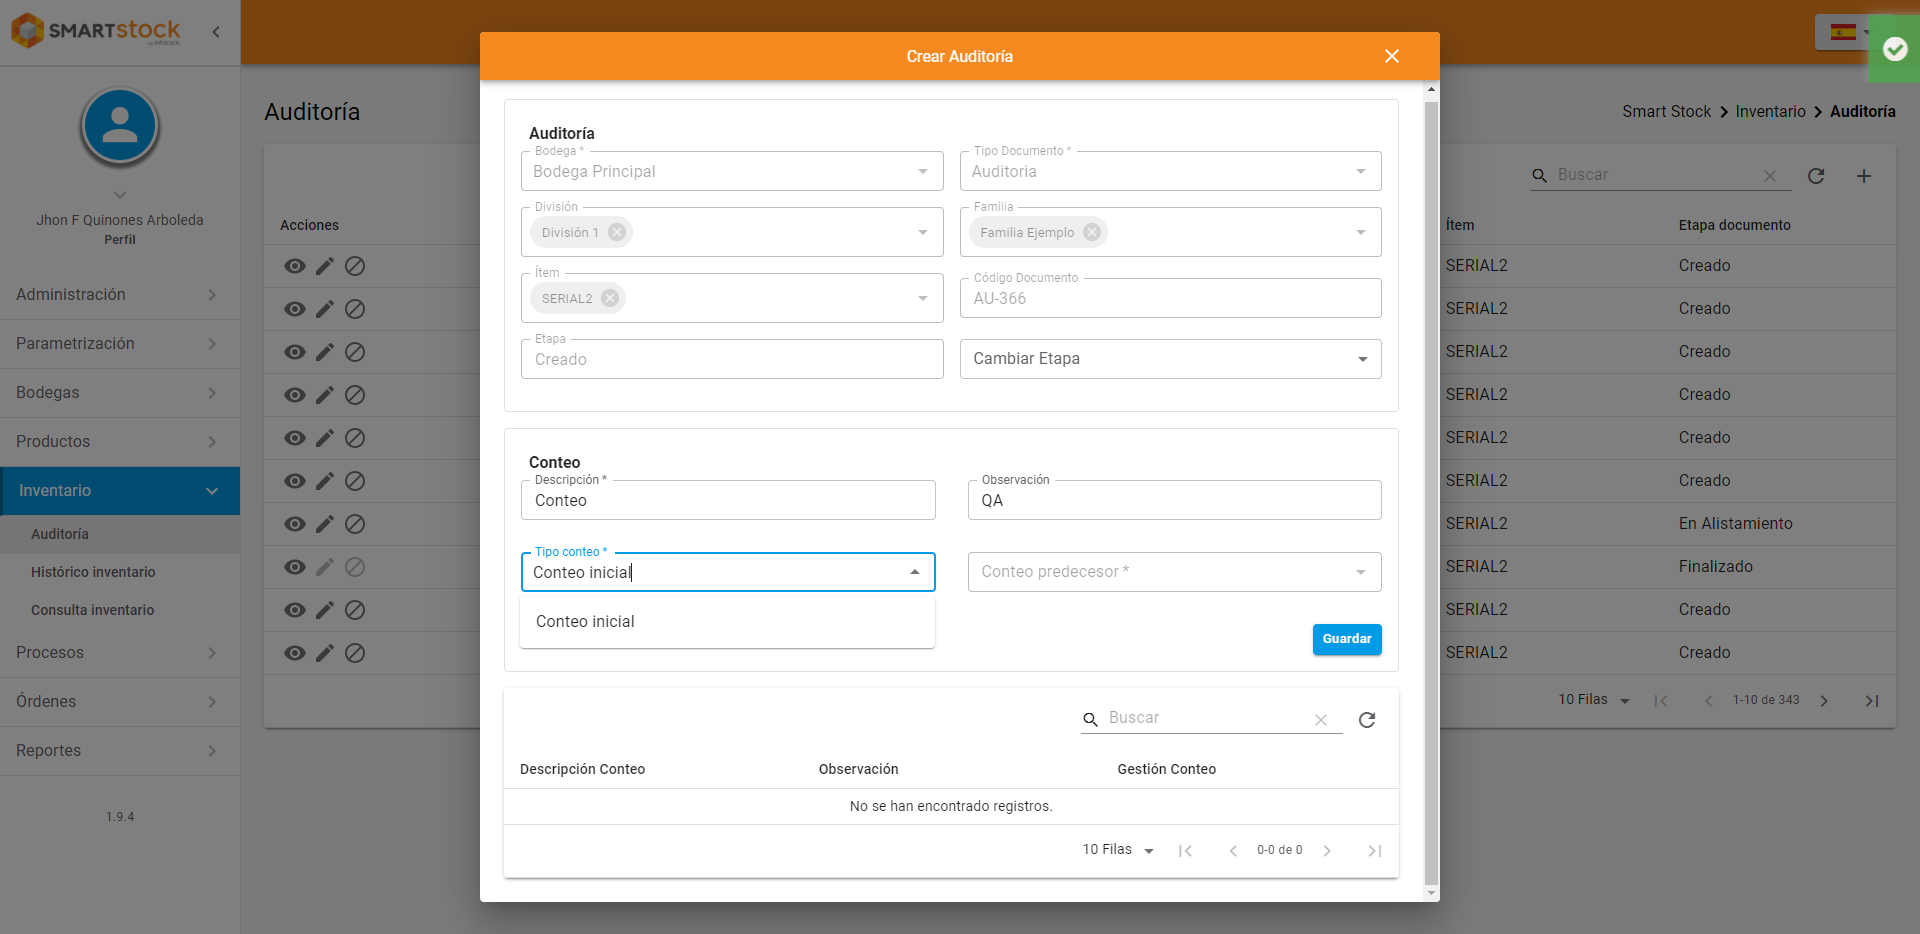 SMARTSTOCK
Jhon F Quinones Arboleda
Perfil
Administración
Parametrización
Bodegas
Productos
Inventario
Auditoría
Histórico inventario
Consulta inventario
Procesos
Órdenes
Reportes
1.9.4
Auditoría
Smart Stock > Inventario > Auditoría
Buscar
Acciones
Ítem Etapa documento
SERIAL2 Creado
SERIAL2 Creado
SERIAL2 Creado
SERIAL2 Creado
SERIAL2 Creado
SERIAL2 Creado
SERIAL2 En Alistamiento
SERIAL2 Finalizado
SERIAL2 Creado
SERIAL2 Creado
10 Filas 1-10 de 343
Crear Auditoría
Auditoría
Bodega * Tipo Documento *
Bodega Principal Auditoria
División Familia
División 1 Familia Ejemplo
Ítem Código Documento
SERIAL2 AU-366
Etapa
Creado Cambiar Etapa
Conteo
Descripción * Observación
Conteo QA
Tipo conteo *
Conteo inicial Conteo predecesor *
Conteo inicial
Guardar
Buscar
Descripción Conteo Observación Gestión Conteo
No se han encontrado registros.
10 Filas 0-0 de 0